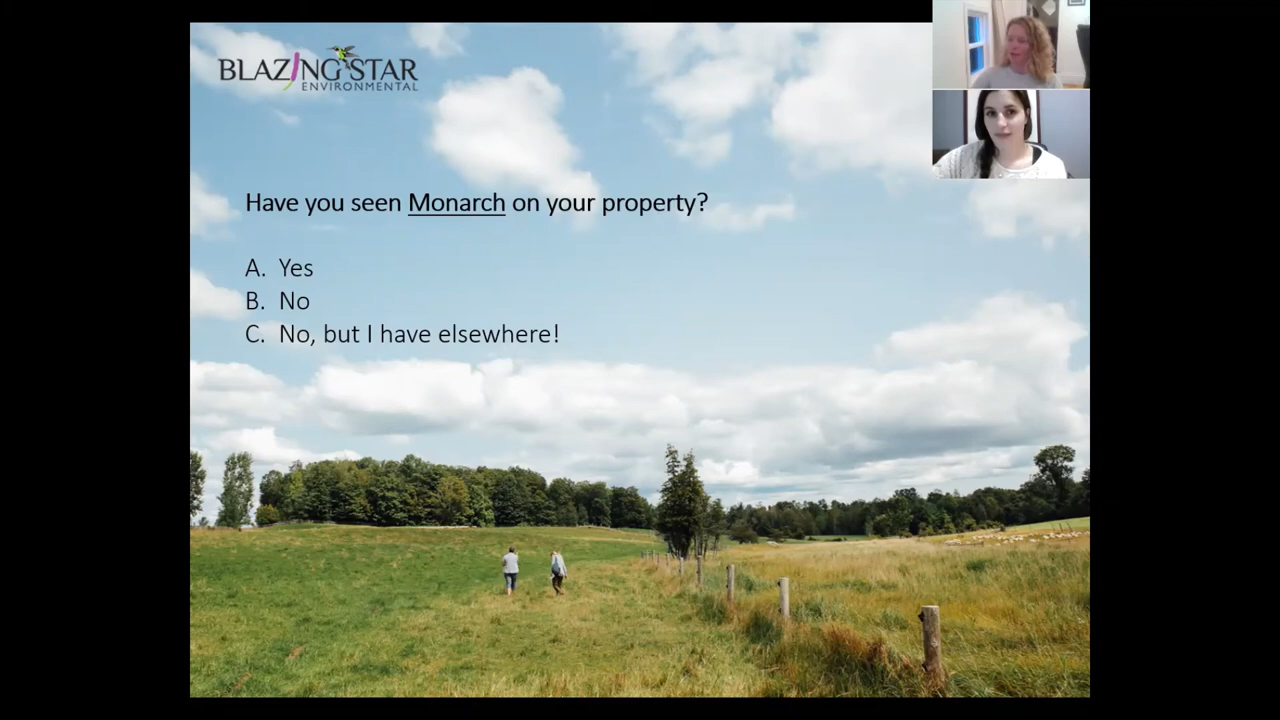 BLAZING STAR
ENVIRONMENTAL
Have you seen Monarch on your property?
A. Yes
B. No
C. No, but I have elsewhere!